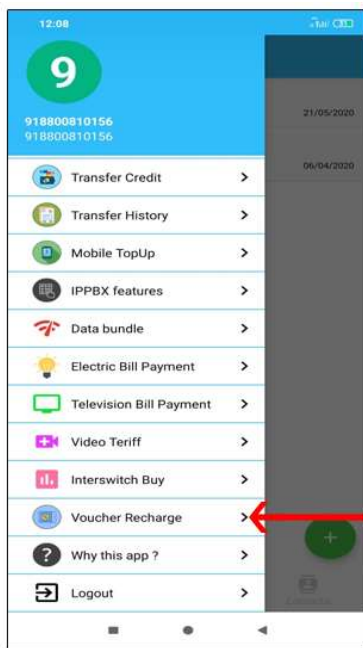 12:08
9
918800810156
918800810156
21/05/2020
06/04/2020
Transfer Credit
Transfer History
Mobile TopUp
IPPBX features
Data bundle
Electric Bill Payment
Television Bill Payment
Video Teriff
Interswitch Buy
Voucher Recharge
Why this app ?
Logout